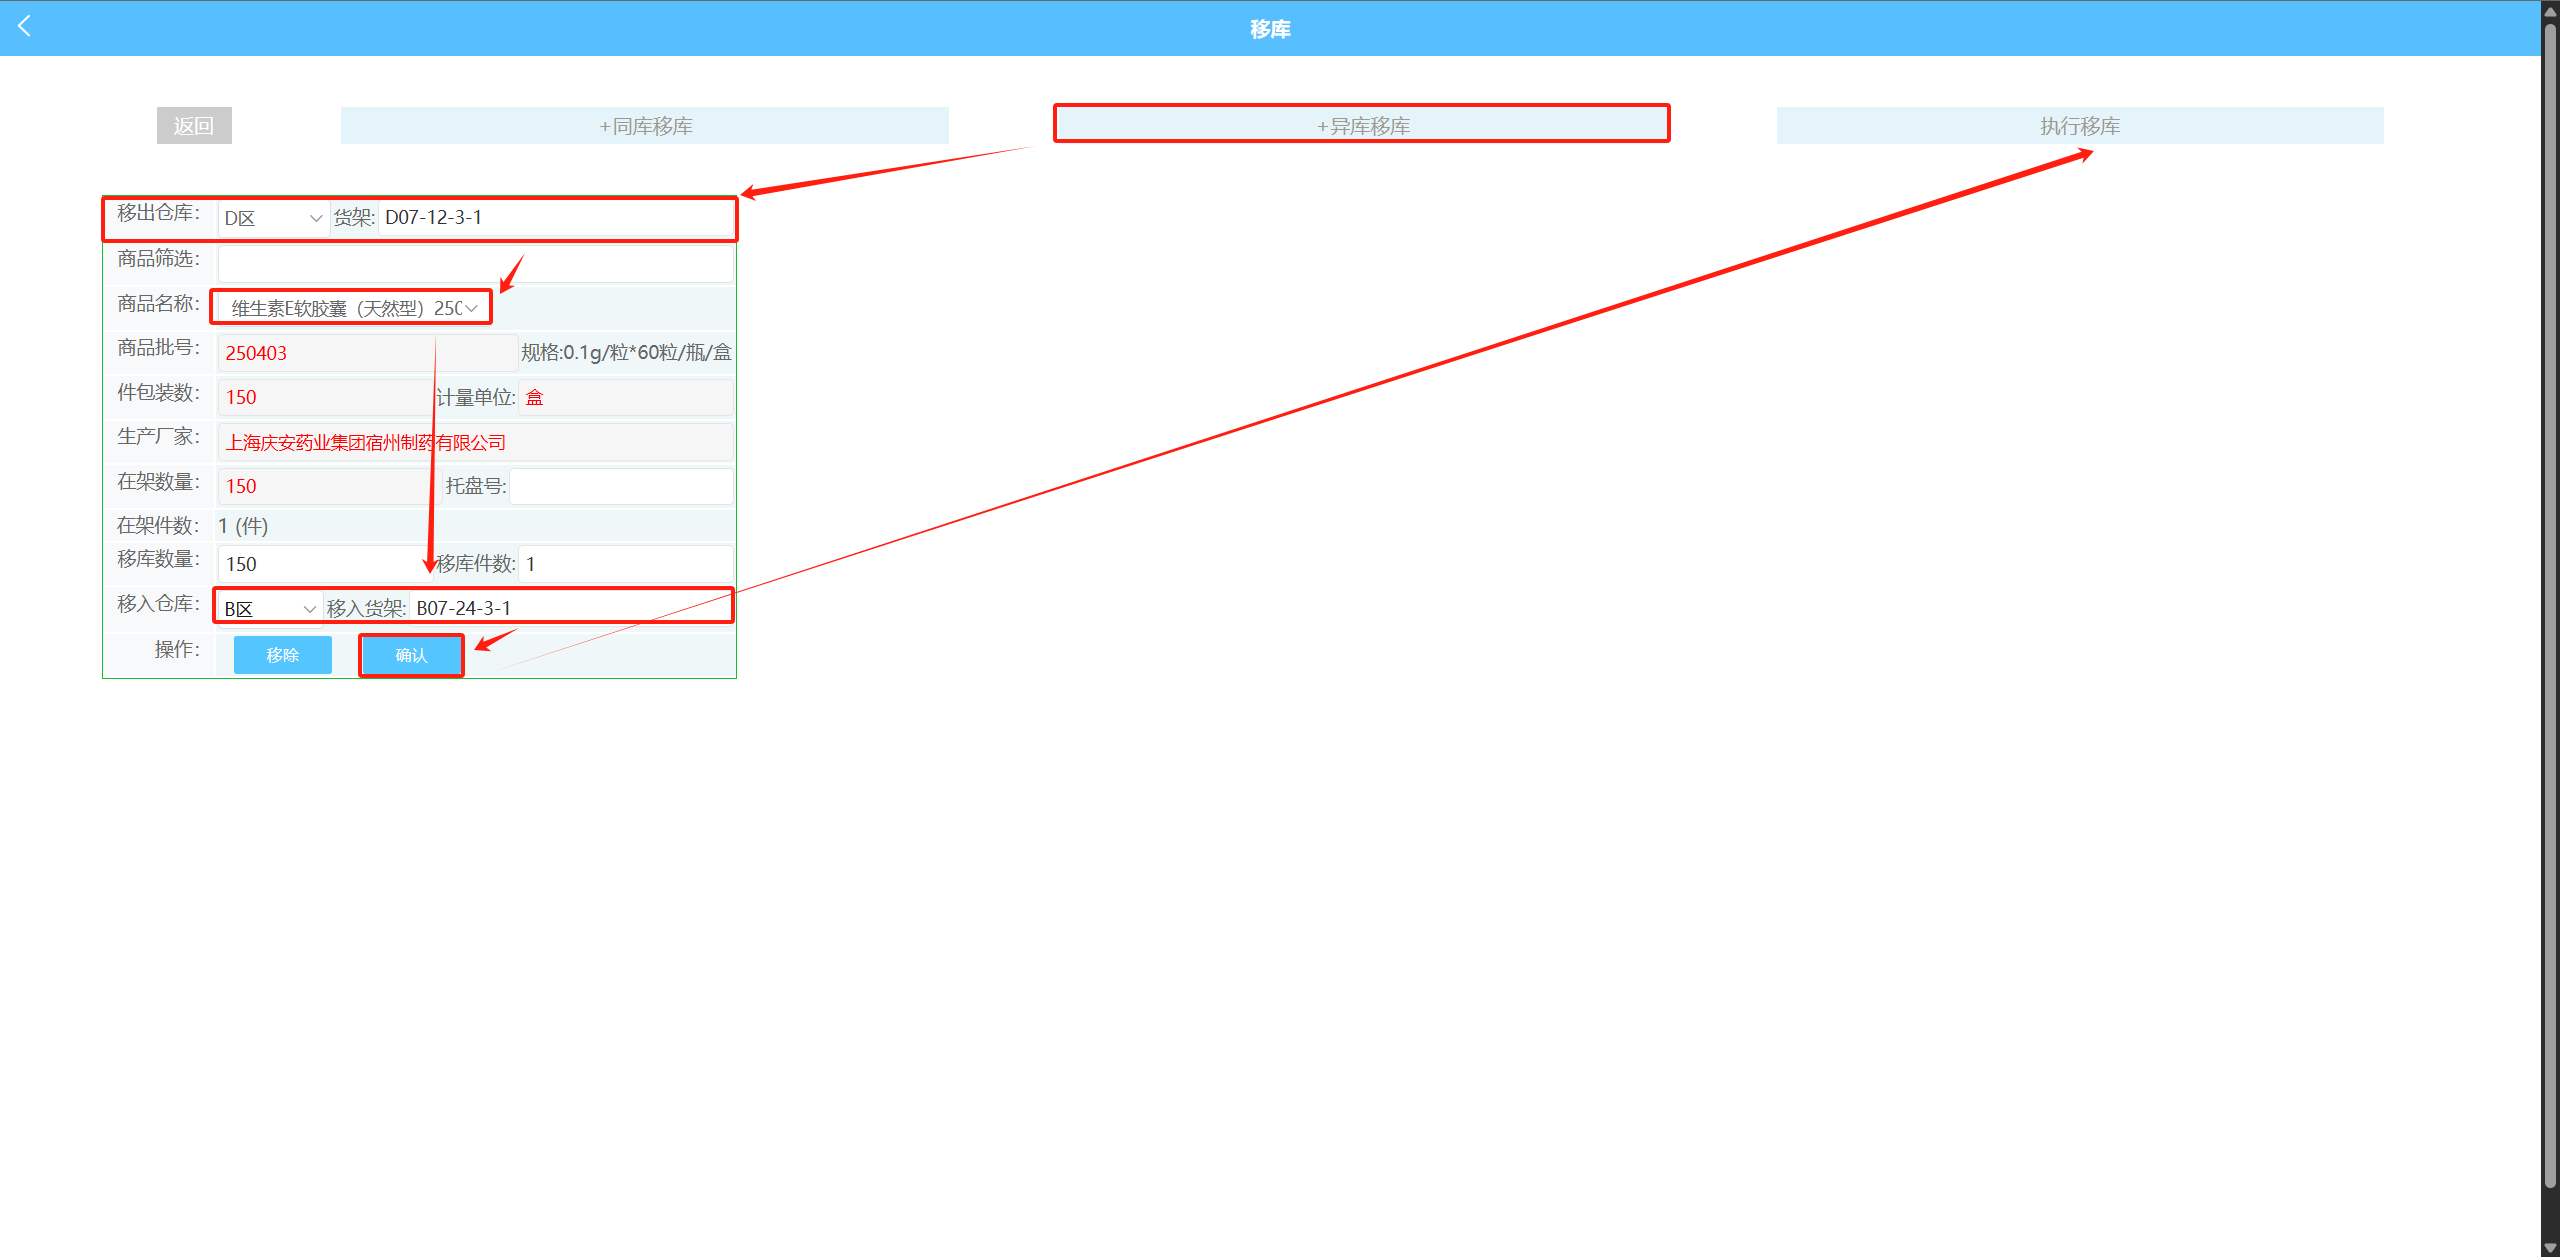 移库
返回 +同库移库 +异库移库 执行移库
移出仓库: D区 货架: D07-12-3-1
商品筛选:
商品名称: 维生素E软胶囊（天然型）250
商品批号: 250403 规格:0.1g/粒*60粒/瓶/盒
件包装数: 150 计量单位: 盒
生产厂家: 上海庆安药业集团宿州制药有限公司
在架数量: 150 托盘号:
在架件数: 1 (件)
移库数量: 150 移库件数: 1
移入仓库: B区 移入货架: B07-24-3-1
操作: 移除 确认